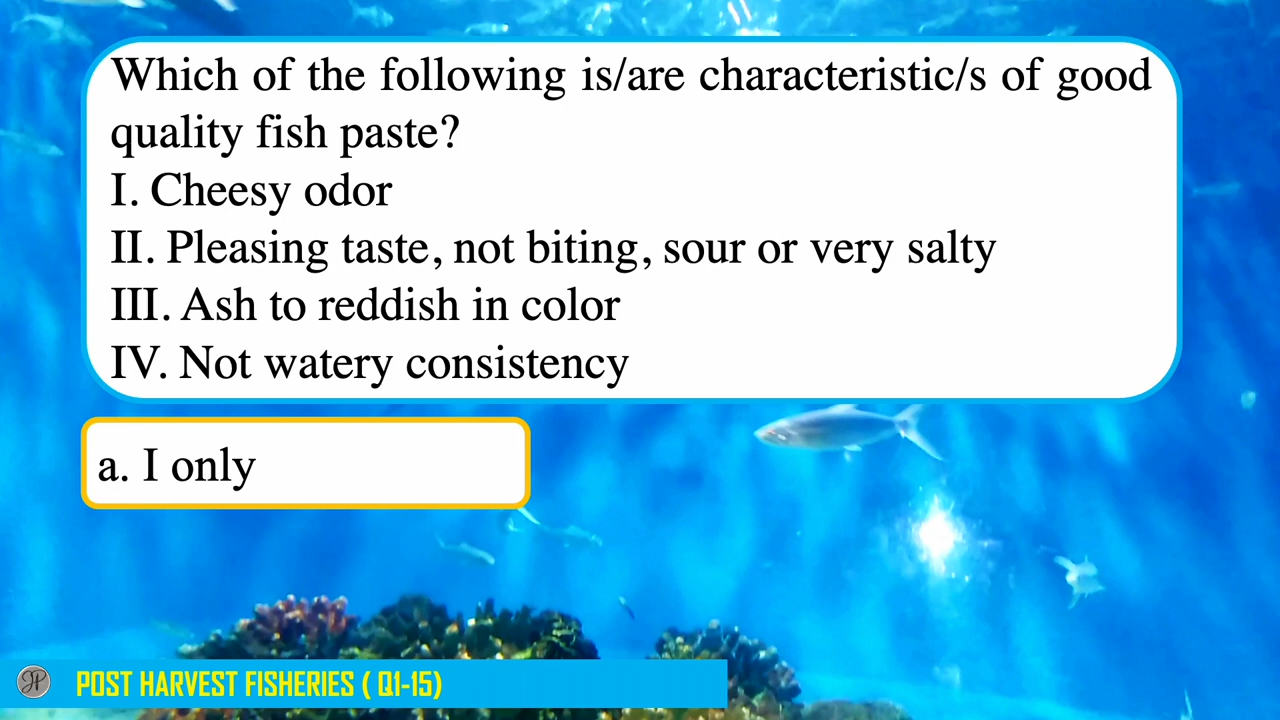 Which of the following is/are characteristic/s of good
quality fish paste?
I. Cheesy odor
II. Pleasing taste, not biting, sour or very salty
III. Ash to reddish in color
IV. Not watery consistency
a. I only
POST HARVEST FISHERIES ( Q1-15)